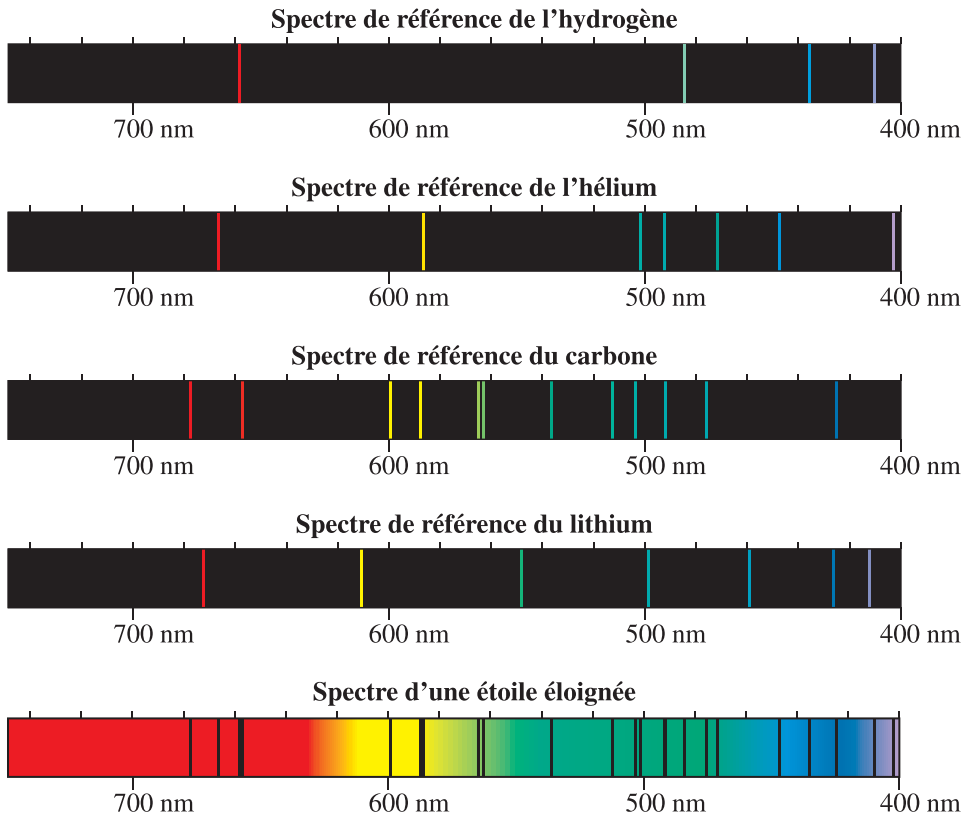 Spectre de référence de l’hydrogène
700 nm 600 nm 500 nm 400 nm
Spectre de référence de l’hélium
700 nm 600 nm 500 nm 400 nm
Spectre de référence du carbone
700 nm 600 nm 500 nm 400 nm
Spectre de référence du lithium
700 nm 600 nm 500 nm 400 nm
Spectre d’une étoile éloignée
700 nm 600 nm 500 nm 400 nm